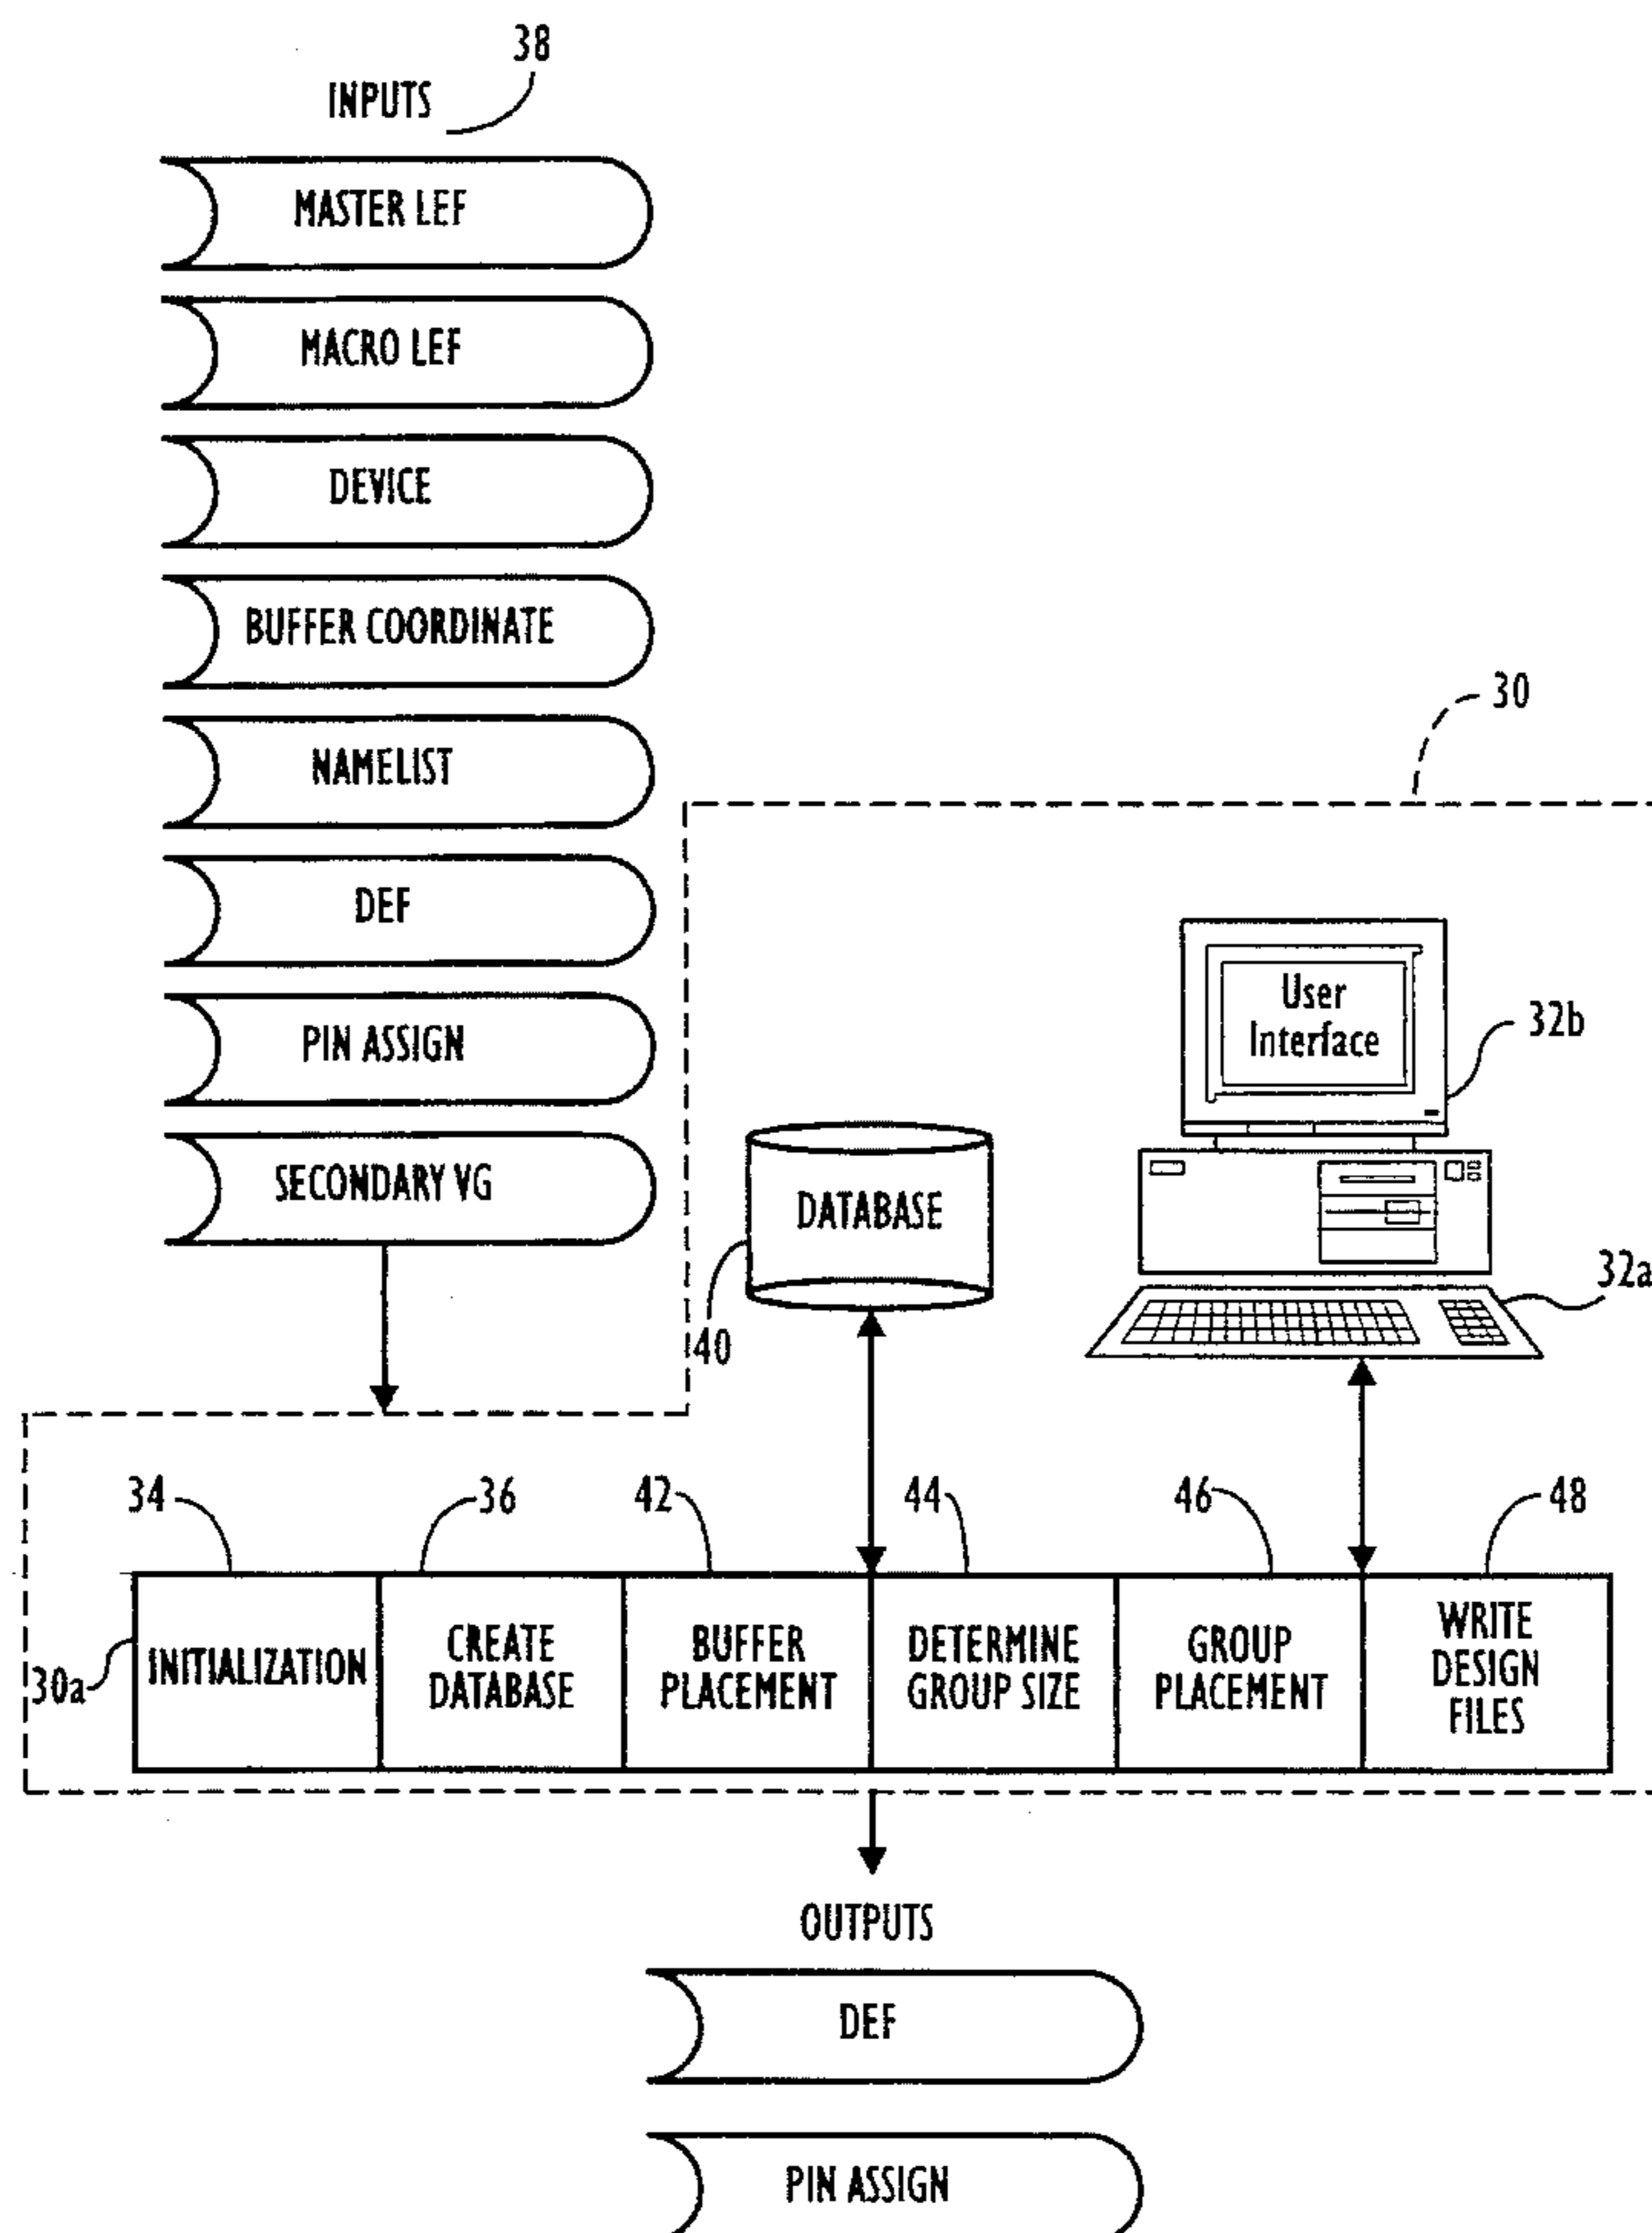 38
INPUTS
MASTER LEF
MACRO LEF
DEVICE
BUFFER COORDINATE
NAMELIST
DEF
PIN ASSIGN
SECONDARY VG
30
User
Interface
32b
DATABASE
40
32a
34
36
42
44
46
48
30a
INITIALIZATION
CREATE
DATABASE
BUFFER
PLACEMENT
DETERMINE
GROUP SIZE
GROUP
PLACEMENT
WRITE
DESIGN
FILES
OUTPUTS
DEF
PIN ASSIGN